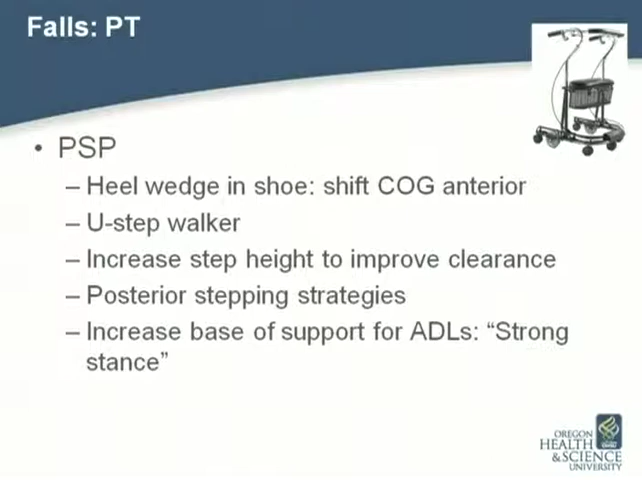 Falls: PT
• PSP
– Heel wedge in shoe: shift COG anterior
– U-step walker
– Increase step height to improve clearance
– Posterior stepping strategies
– Increase base of support for ADLs: “Strong
stance”
OREGON
HEALTH
& SCIENCE
UNIVERSITY